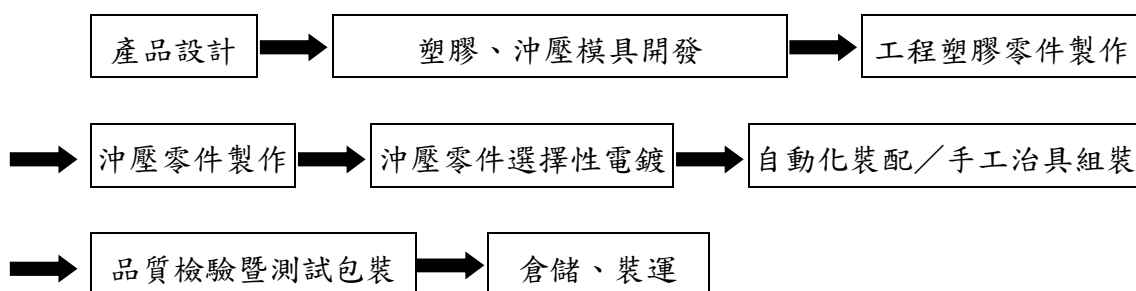 產品設計 塑膠、沖壓模具開發 工程塑膠零件製作
沖壓零件製作 沖壓零件選擇性電鍍 自動化裝配／手工治具組裝
品質檢驗暨測試包裝 倉儲、裝運